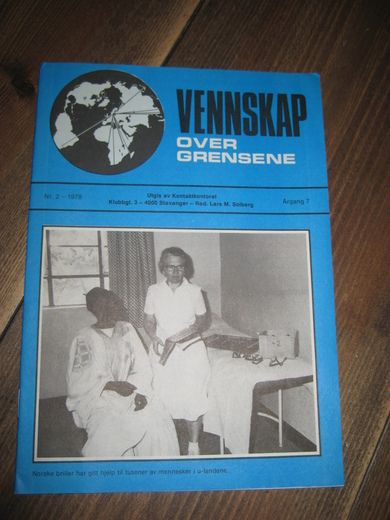 VENNSKAP
OVER
GRENSENE
Nr. 2 – 1978
Utgis av Kontaktkontoret
Klubbgt. 3 – 4000 Stavanger – Red. Lars M. Solberg
Årgang 7
Norske briller har gitt hjelp til tusener av mennesker i u-landene.